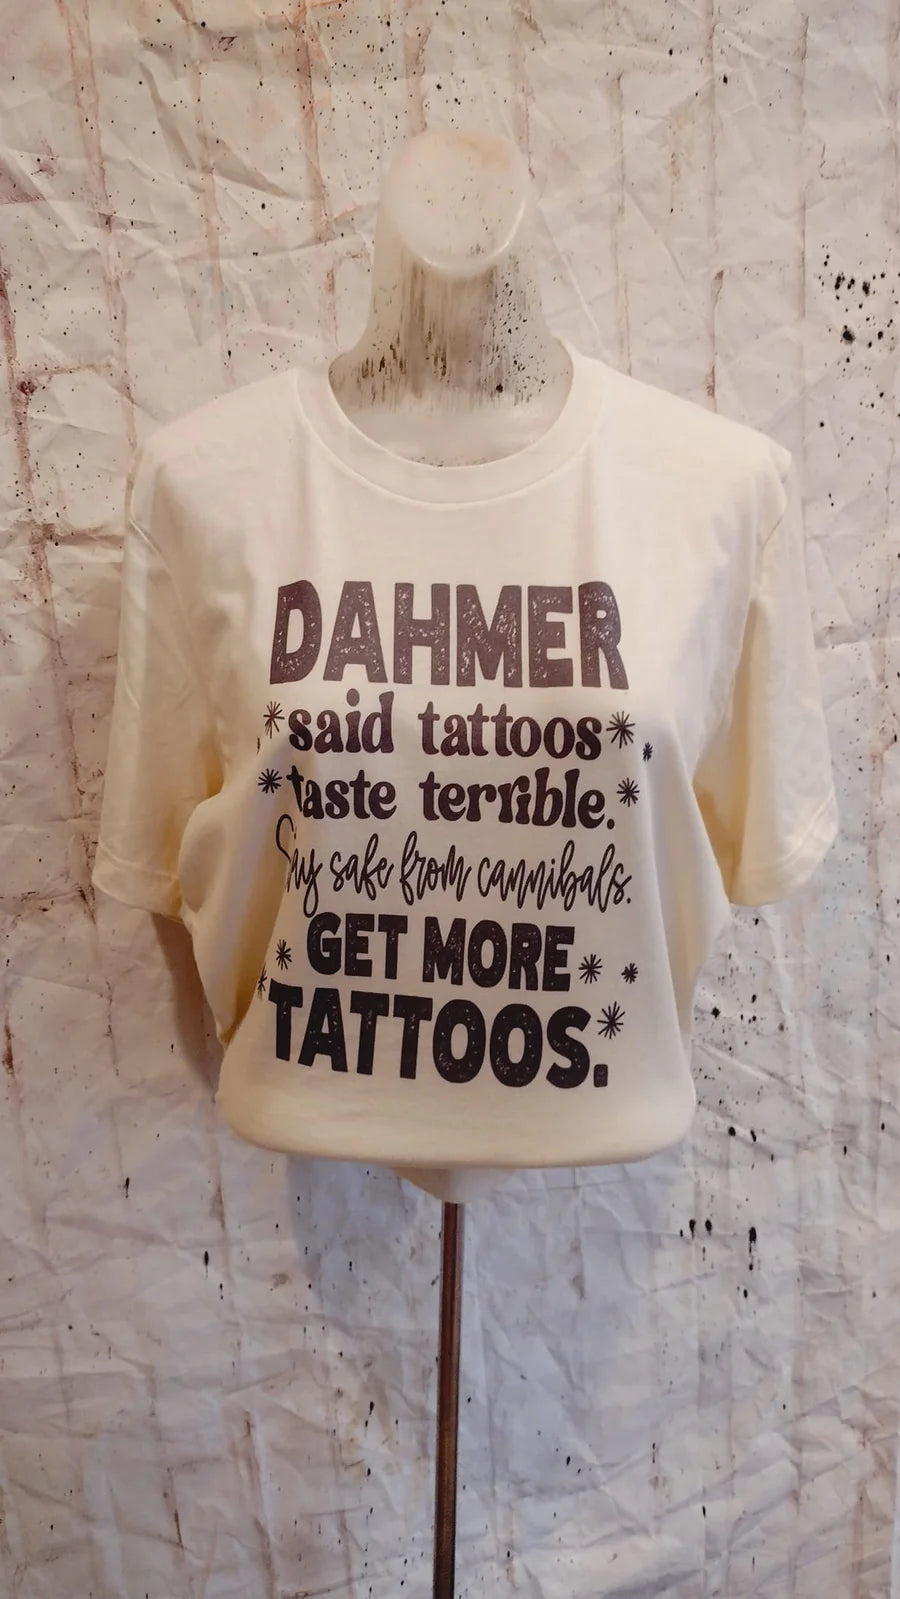 DAHMER
said tattoos
taste terrible.
Stay safe from cannibals.
GET MORE
TATTOOS.